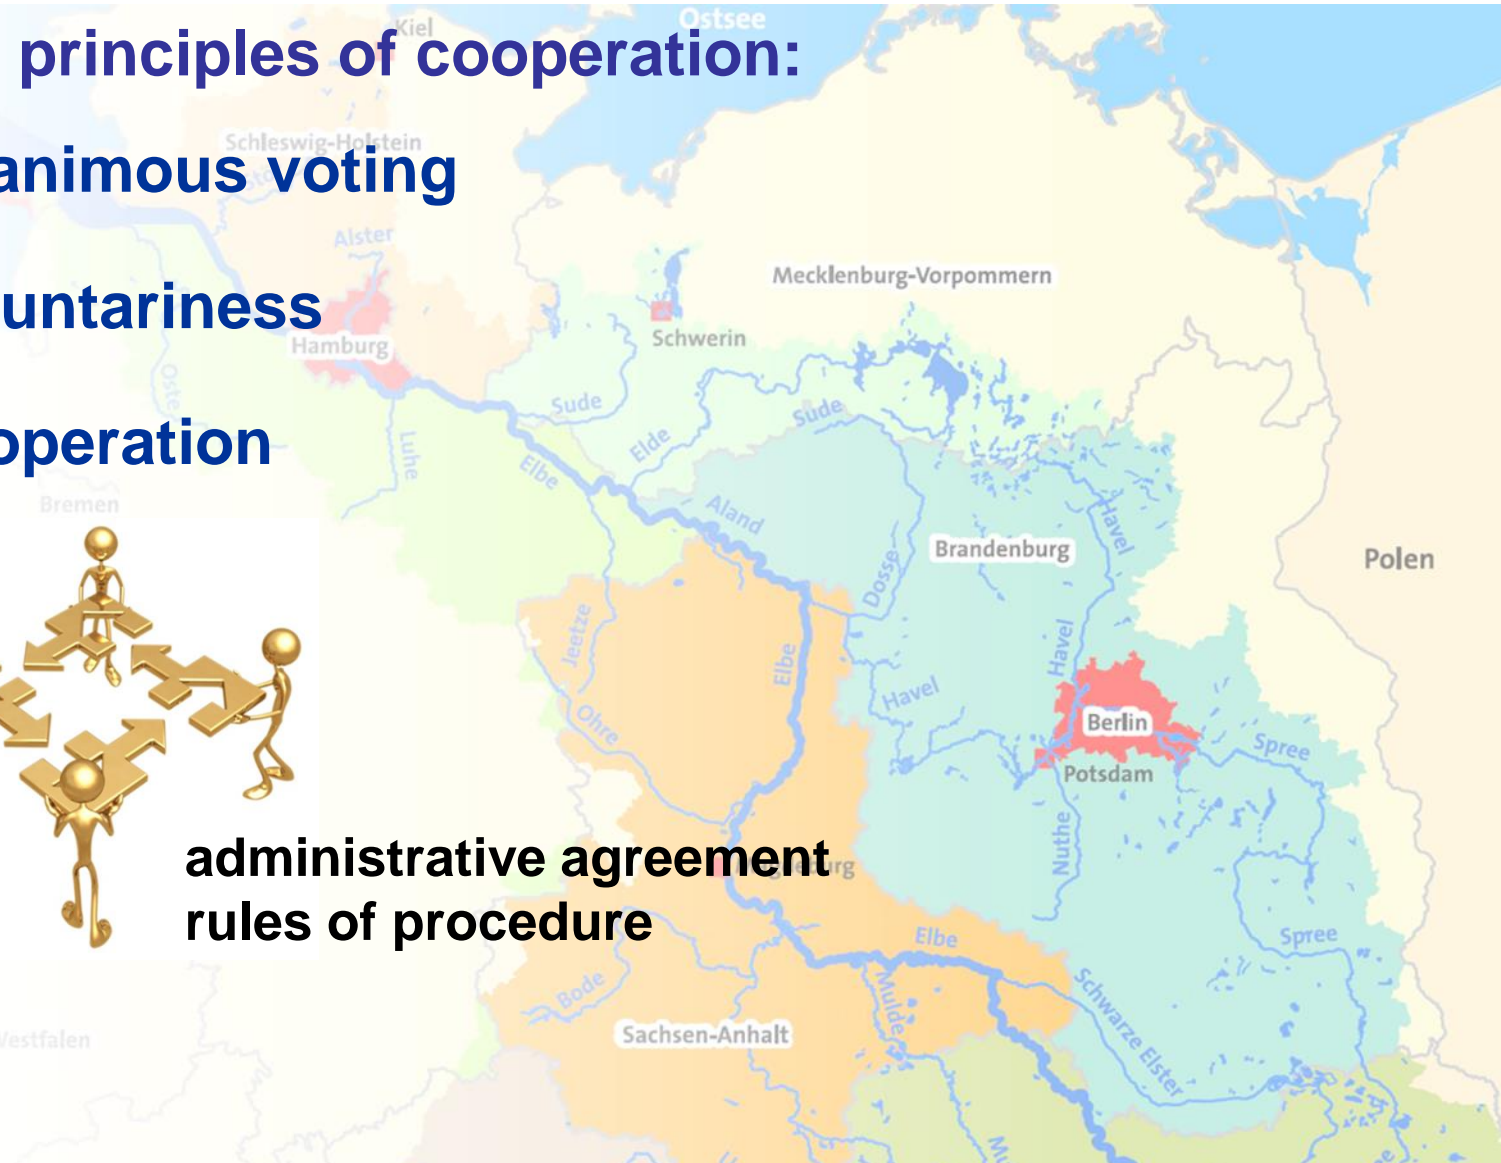 principles of cooperation:
animous voting
untariness
operation
administrative agreement
rules of procedure
Kiel
Ostsee
Schleswig-Holstein
Alster
Mecklenburg-Vorpommern
Schwerin
Hamburg
Oste
Luhe
Sude
Elde
Sude
Elbe
Bremen
Aland
Dosse
Brandenburg
Havel
Polen
Jeetze
Elbe
Havel
Havel
Ohre
Berlin
Potsdam
Spree
Nuthe
Elbe
Spree
Bode
Mulde
Schwarze Elster
Sachsen-Anhalt
Westfalen